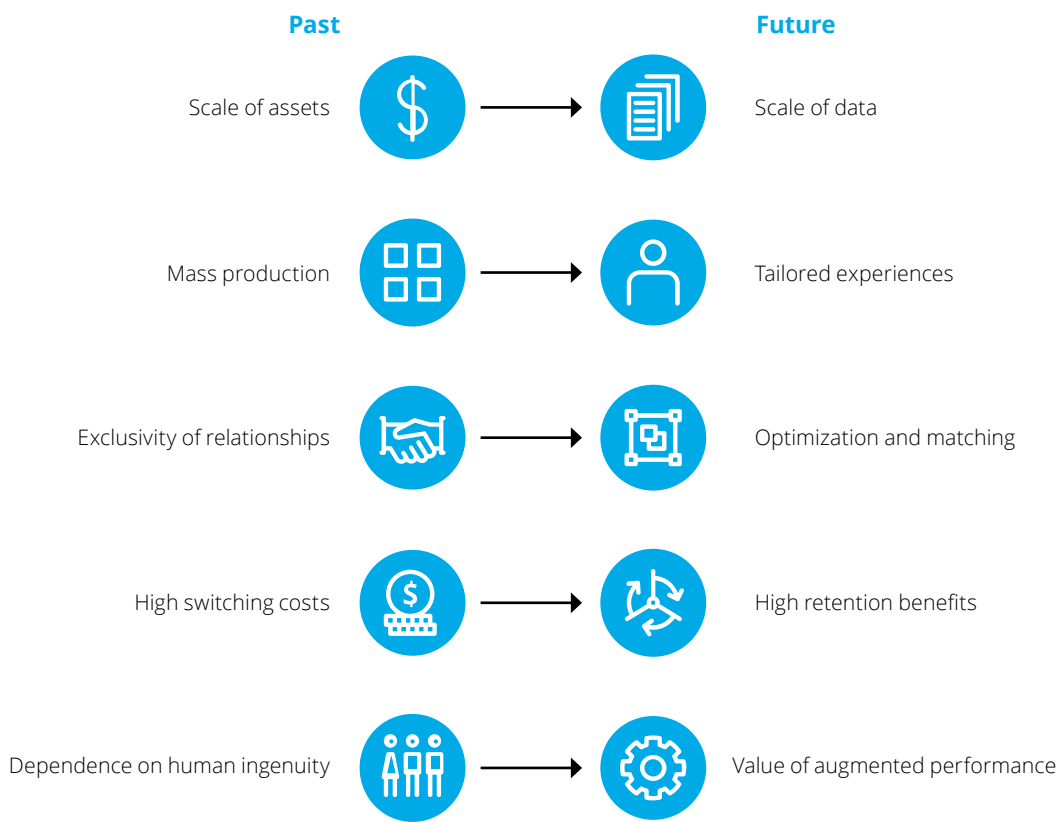 Past
Future
Scale of assets
$
Scale of data
Mass production
Tailored experiences
Exclusivity of relationships
Optimization and matching
High switching costs
$
High retention benefits
Dependence on human ingenuity
Value of augmented performance